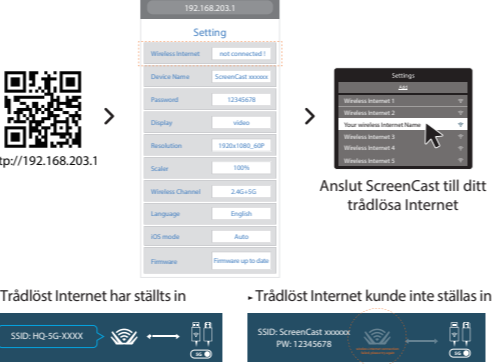 192.168.203.1
Setting
Wireless Internet not connected !
Device Name ScreenCast xxxxxx
Password 12345678
Display video
Resolution 1920x1080_60P
Scaler 100%
Wireless Channel 2.4G+5G
Language English
iOS mode Auto
Firmware Firmware up to date
tp://192.168.203.1
Settings
Wireless Internet 1
Wireless Internet 2
Your wireless Internet Name
Wireless Internet 3
Wireless Internet 4
Wireless Internet 5
Anslut ScreenCast till ditt
trådlösa Internet
Trådlöst Internet har ställts in
SSID: HQ-5G-XXXX
5G
- Trådlöst Internet kunde inte ställas in
SSID: ScreenCast xxxxxx
PW: 12345678
5G